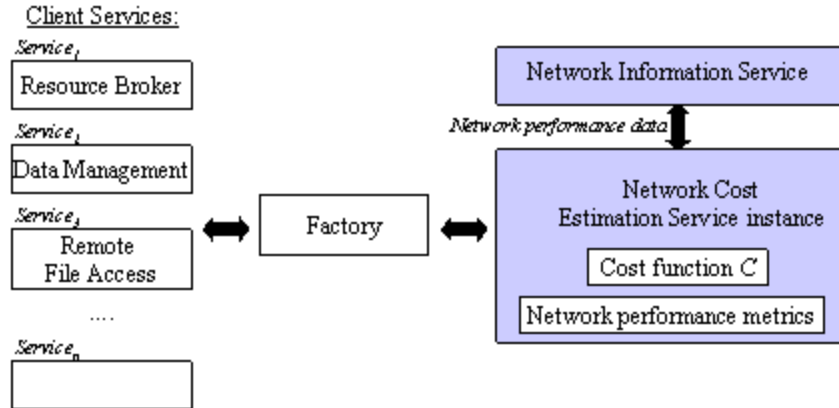 Client Services:
Service1
Resource Broker
Service2
Data Management
Service3
Remote
File Access
....
Servicen
Factory
Network Information Service
Network performance data
Network Cost
Estimation Service instance
Cost function C
Network performance metrics